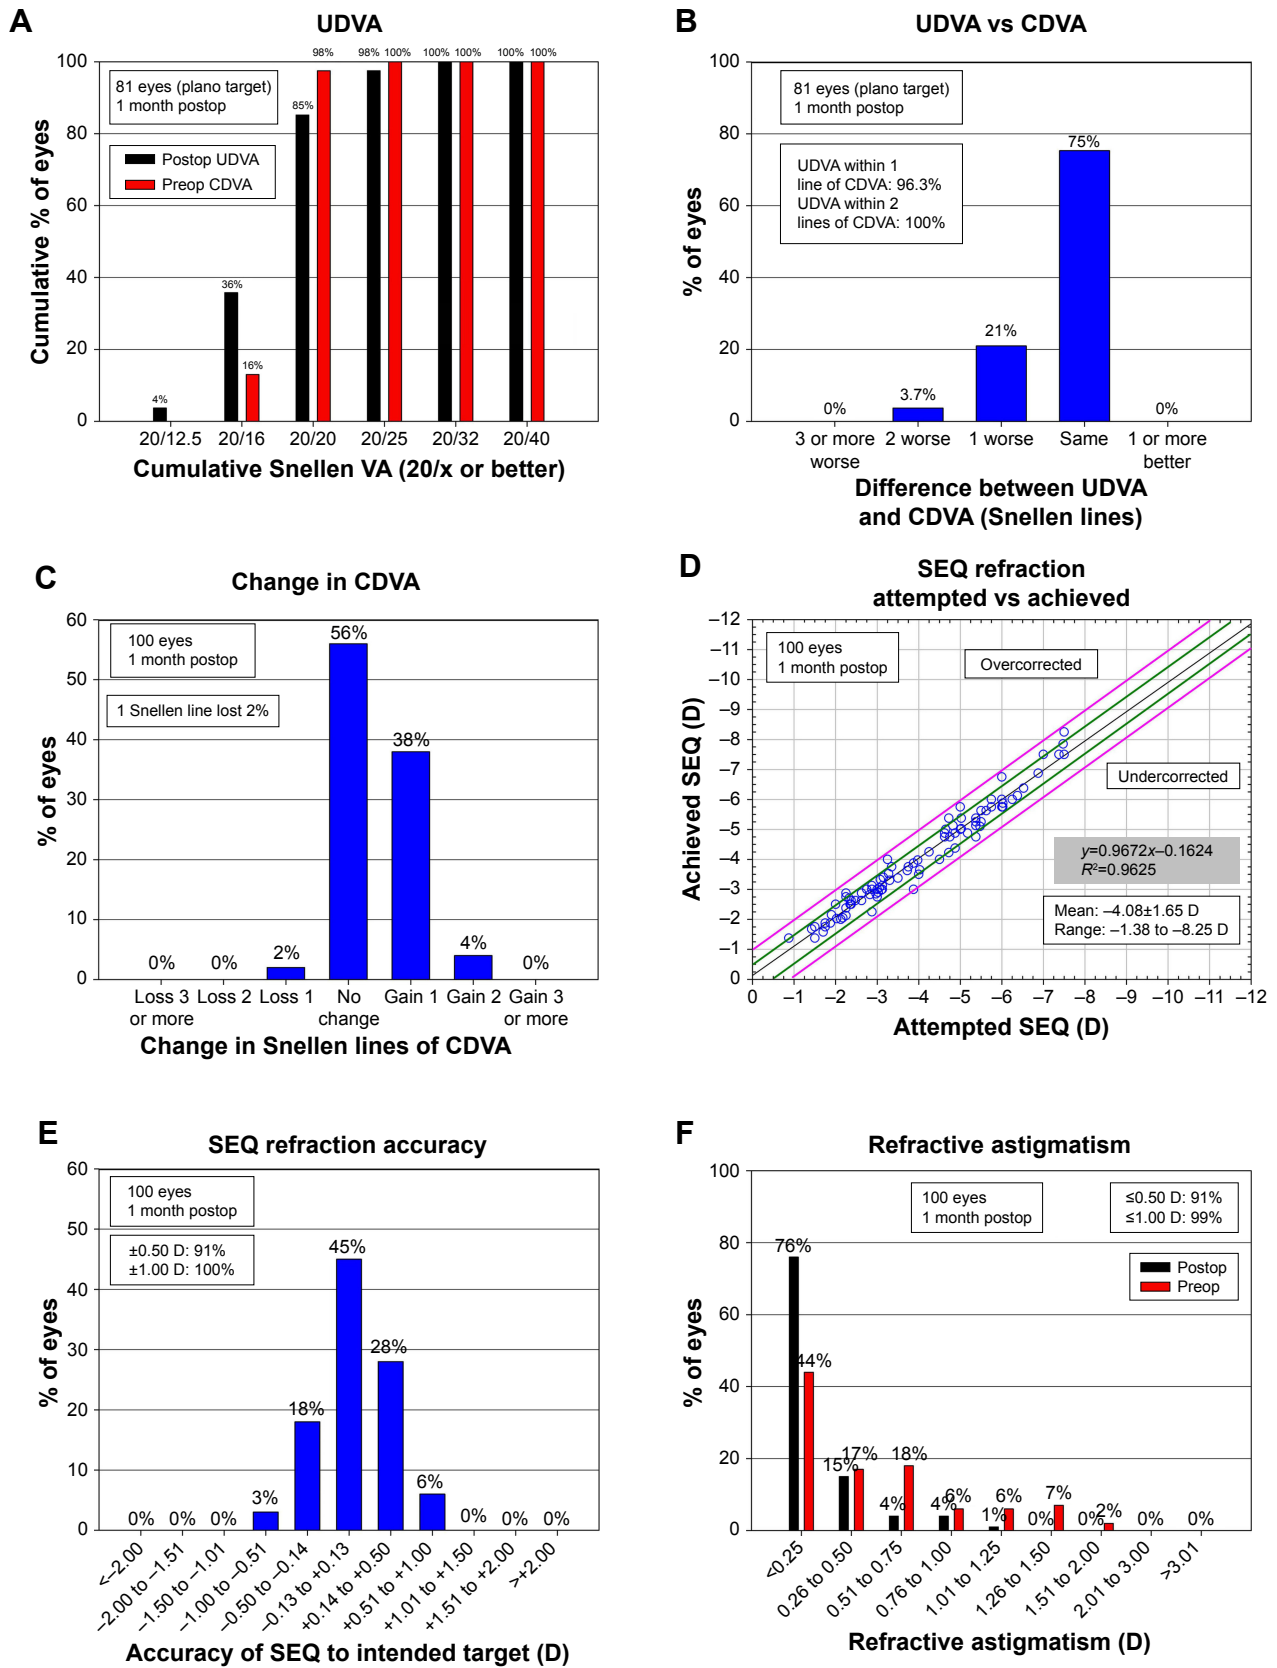 A
UDVA
Cumulative % of eyes
100
80
60
40
20
0
81 eyes (plano target)
1 month postop
Postop UDVA
Preop CDVA
4%
36%
16%
85%
98%
98%
100%
100%
100%
100%
100%
20/12.5
20/16
20/20
20/25
20/32
20/40
Cumulative Snellen VA (20/x or better)
B
UDVA vs CDVA
% of eyes
100
80
60
40
20
0
81 eyes (plano target)
1 month postop
UDVA within 1
line of CDVA: 96.3%
UDVA within 2
lines of CDVA: 100%
0%
3.7%
21%
75%
0%
3 or more
worse
2 worse
1 worse
Same
1 or more
better
Difference between UDVA
and CDVA (Snellen lines)
C
Change in CDVA
% of eyes
60
50
40
30
20
10
0
100 eyes
1 month postop
1 Snellen line lost 2%
0%
0%
2%
56%
38%
4%
0%
Loss 3
or more
Loss 2
Loss 1
No
change
Gain 1
Gain 2
Gain 3
or more
Change in Snellen lines of CDVA
D
SEQ refraction
attempted vs achieved
Achieved SEQ (D)
–12
–11
–10
–9
–8
–7
–6
–5
–4
–3
–2
–1
0
100 eyes
1 month postop
Overcorrected
Undercorrected
y=0.9672x–0.1624
R²=0.9625
Mean: –4.08±1.65 D
Range: –1.38 to –8.25 D
0
–1
–2
–3
–4
–5
–6
–7
–8
–9
–10
–11
–12
Attempted SEQ (D)
E
SEQ refraction accuracy
% of eyes
60
50
40
30
20
10
0
100 eyes
1 month postop
±0.50 D: 91%
±1.00 D: 100%
0%
0%
0%
3%
18%
45%
28%
6%
0%
0%
0%
<–2.00
–2.00 to –1.51
–1.50 to –1.01
–1.00 to –0.51
–0.50 to –0.14
–0.13 to +0.13
+0.14 to +0.50
+0.51 to +1.00
+1.01 to +1.50
+1.51 to +2.00
>+2.00
Accuracy of SEQ to intended target (D)
F
Refractive astigmatism
% of eyes
100
80
60
40
20
0
100 eyes
1 month postop
≤0.50 D: 91%
≤1.00 D: 99%
Postop
Preop
76%
44%
15%
17%
4%
18%
4%
6%
1%
6%
0%
7%
0%
2%
0%
0%
<0.25
0.26 to 0.50
0.51 to 0.75
0.76 to 1.00
1.01 to 1.25
1.26 to 1.50
1.51 to 2.00
2.01 to 3.00
>3.01
Refractive astigmatism (D)